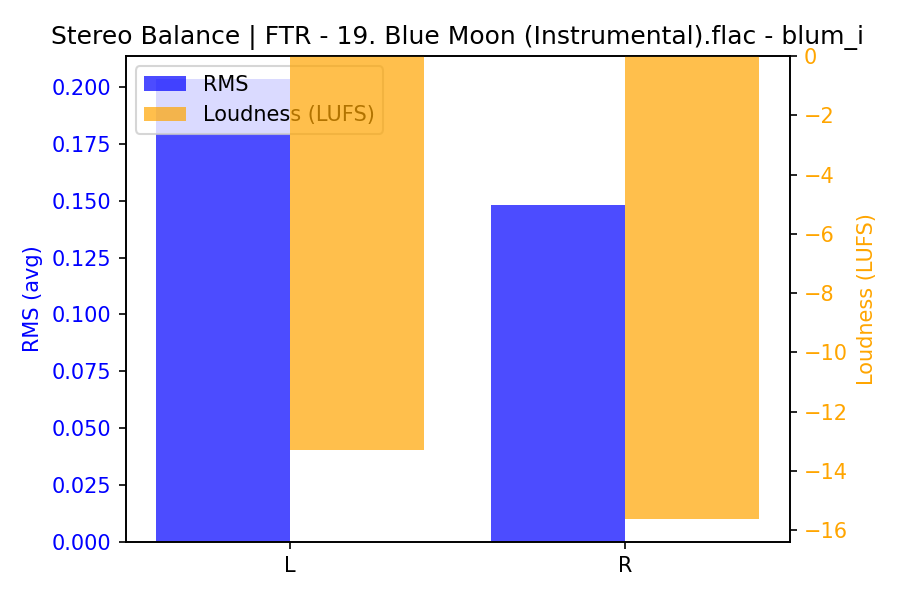 Stereo Balance | FTR - 19. Blue Moon (Instrumental).flac - blum_i
RMS
Loudness (LUFS)
RMS (avg)
0.200
0.175
0.150
0.125
0.100
0.075
0.050
0.025
0.000
L
R
0
−2
−4
−6
−8
−10
−12
−14
−16
Loudness (LUFS)